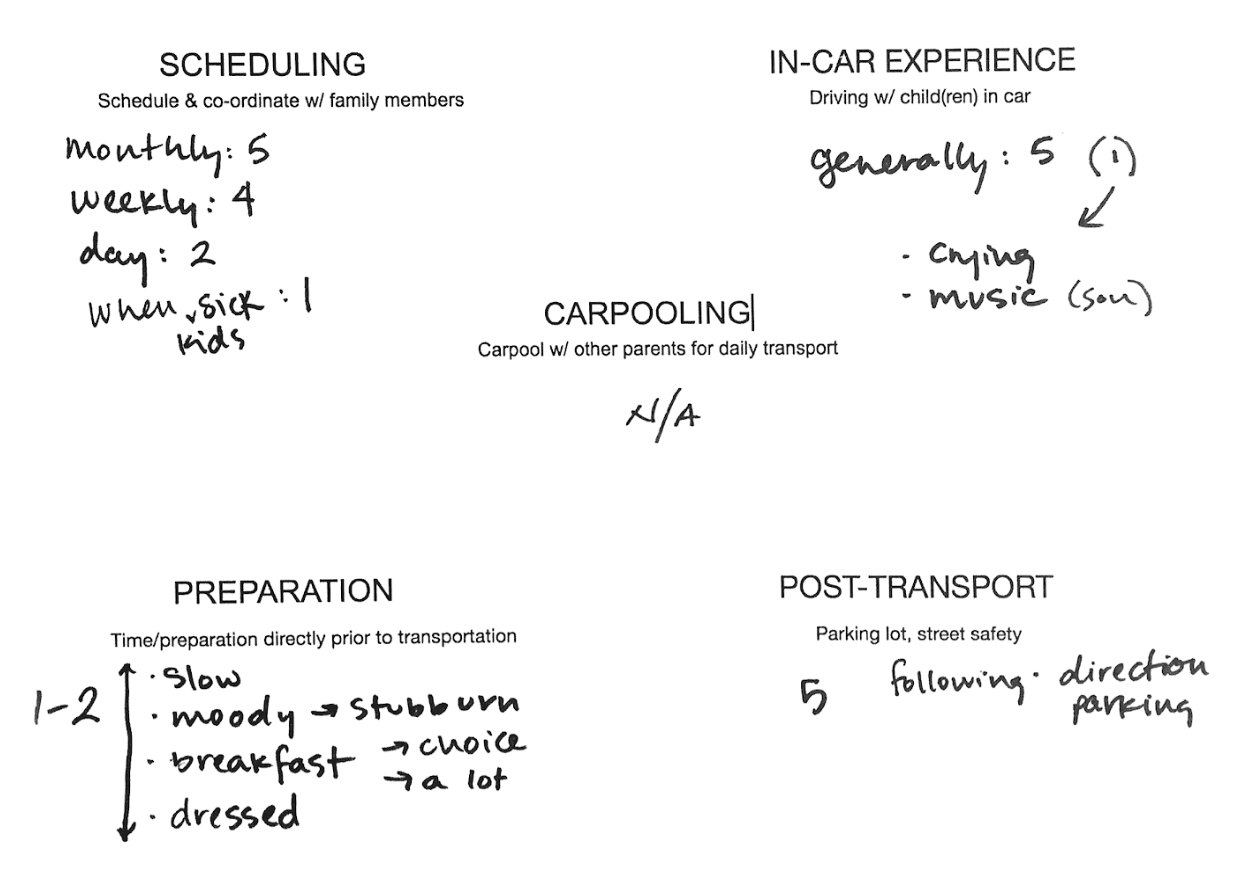 SCHEDULING
Schedule & co-ordinate w/ family members
monthly: 5
weekly: 4
day: 2
when sick : 1
kids
IN-CAR EXPERIENCE
Driving w/ child(ren) in car
generally: 5 (1)
· crying
· music (son)
CARPOOLING
Carpool w/ other parents for daily transport
N/A
PREPARATION
Time/preparation directly prior to transportation
1-2
· slow
· moody → stubburn
· breakfast → choice
→ a lot
· dressed
POST-TRANSPORT
Parking lot, street safety
5 following · direction
parking